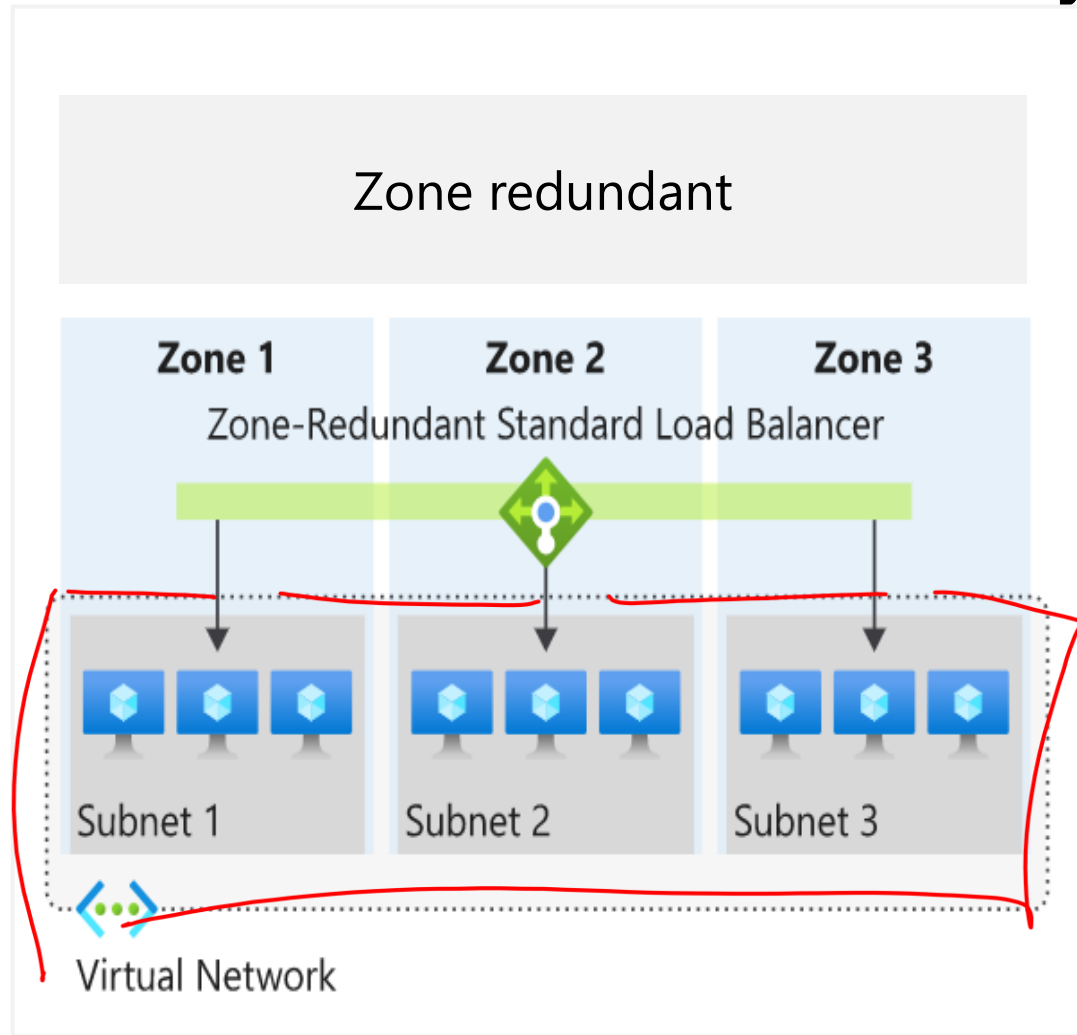 Zone redundant
Zone 1 Zone 2 Zone 3
Zone-Redundant Standard Load Balancer
Subnet 1 Subnet 2 Subnet 3
Virtual Network